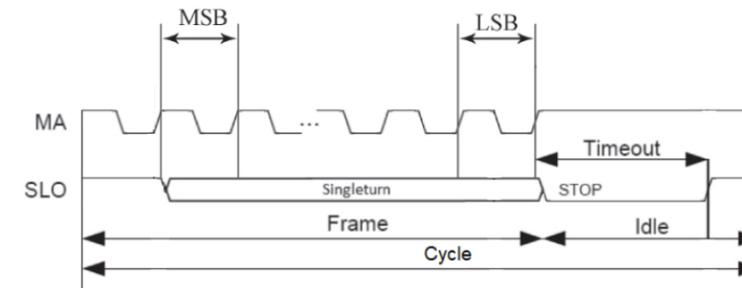 MSB LSB
MA ...
Timeout
SLO Singleturn STOP
Frame Idle
Cycle